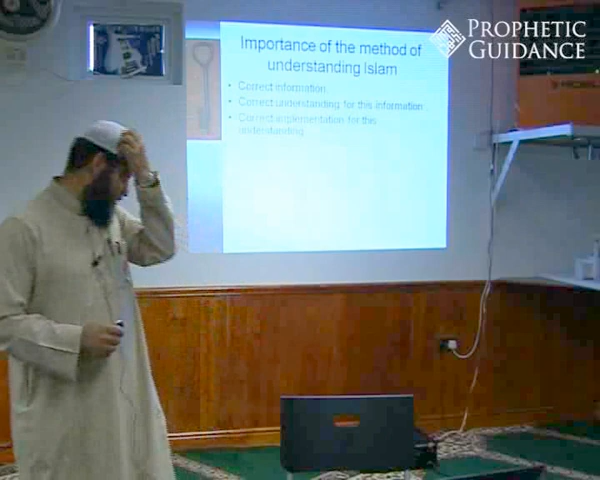 PROPHETIC
GUIDANCE
Importance of the method of
understanding Islam
• Correct information.
• Correct understanding for this information.
• Correct implementation for this
understanding.